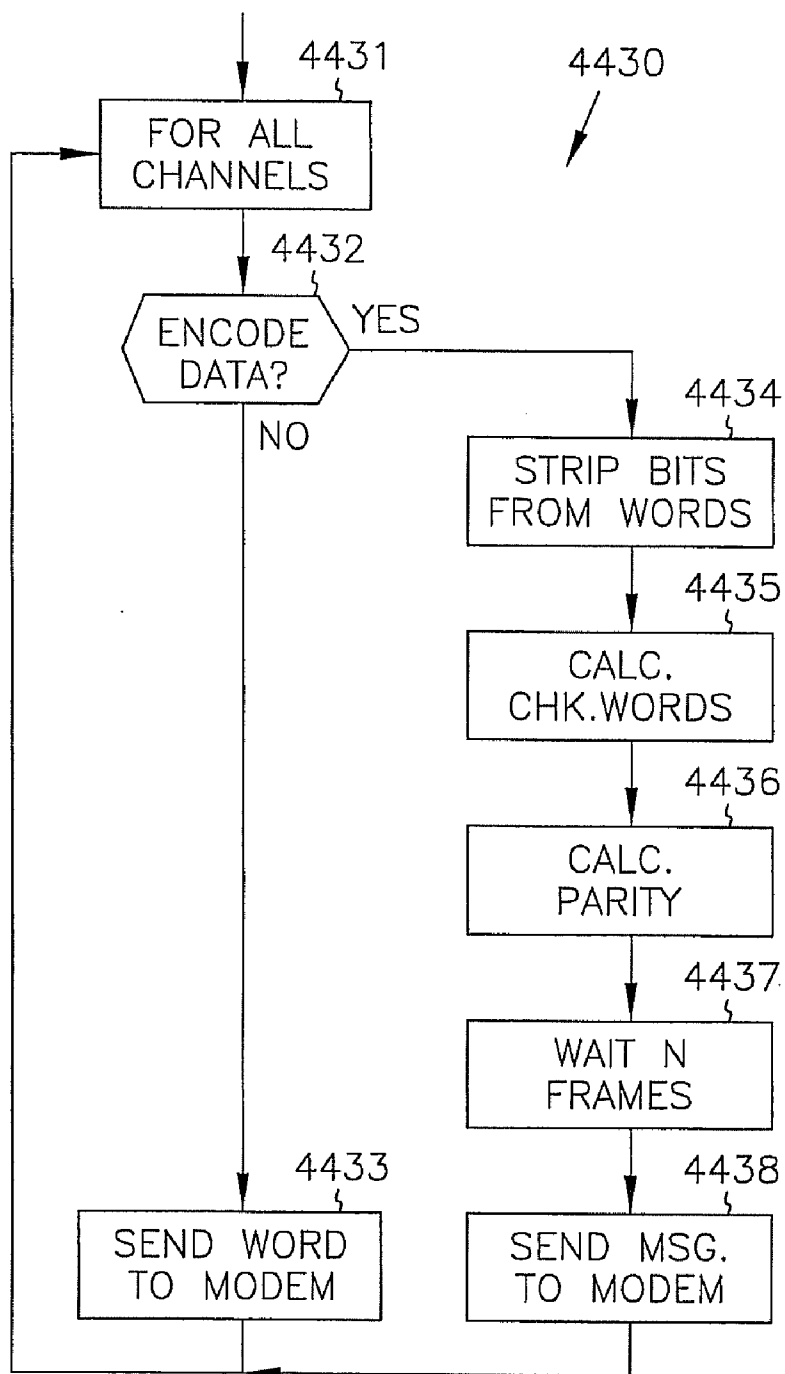 4431
4430
FOR ALL
CHANNELS
4432
ENCODE
DATA?
YES
NO
4434
STRIP BITS
FROM WORDS
4435
CALC.
CHK.WORDS
4436
CALC.
PARITY
4437
WAIT N
FRAMES
4433
SEND WORD
TO MODEM
4438
SEND MSG.
TO MODEM